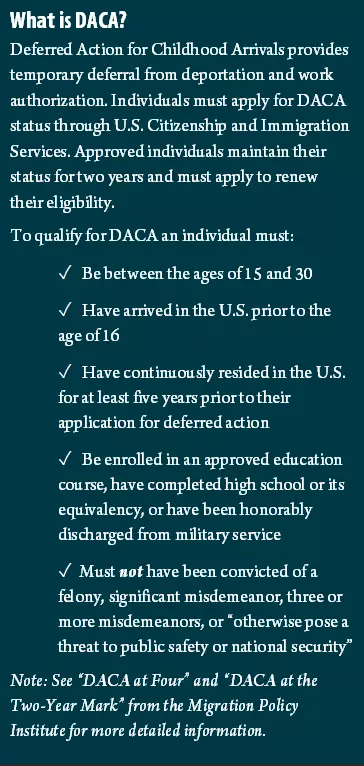 What is DACA?
Deferred Action for Childhood Arrivals provides
temporary deferral from deportation and work
authorization. Individuals must apply for DACA
status through U.S. Citizenship and Immigration
Services. Approved individuals maintain their
status for two years and must apply to renew
their eligibility.
To qualify for DACA an individual must:
✓ Be between the ages of 15 and 30
✓ Have arrived in the U.S. prior to the
age of 16
✓ Have continuously resided in the U.S.
for at least five years prior to their
application for deferred action
✓ Be enrolled in an approved education
course, have completed high school or its
equivalency, or have been honorably
discharged from military service
✓ Must not have been convicted of a
felony, significant misdemeanor, three or
more misdemeanors, or “otherwise pose a
threat to public safety or national security”
Note: See “DACA at Four” and “DACA at the
Two-Year Mark” from the Migration Policy
Institute for more detailed information.